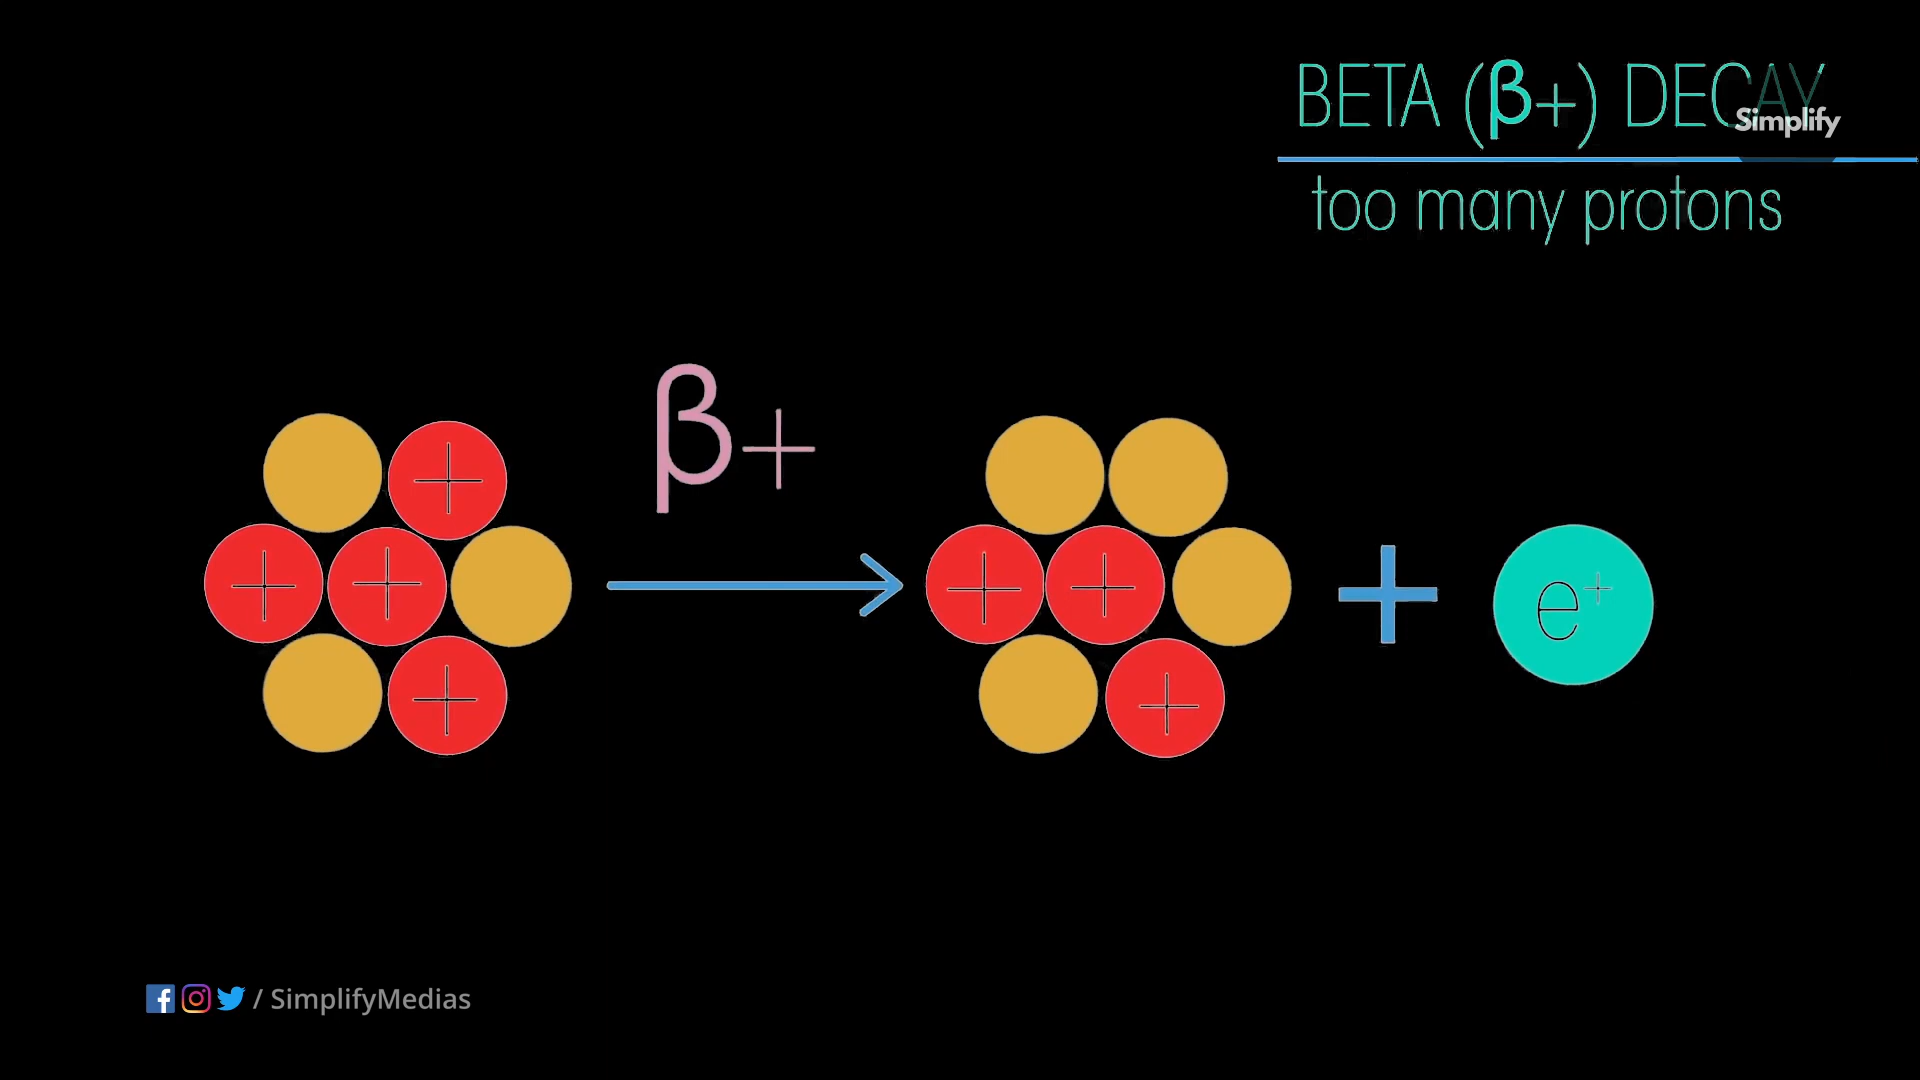 BETA (β+) DECAY
Simplify
too many protons
β+
+ + + +
+ + +
+
e⁺
/ SimplifyMedias